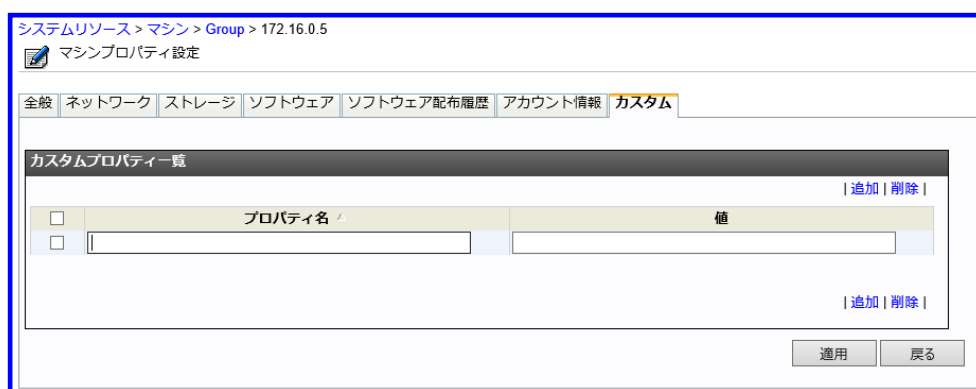 システムリソース > マシン > Group > 172.16.0.5
マシンプロパティ設定
全般 ネットワーク ストレージ ソフトウェア ソフトウェア配布履歴 アカウント情報 カスタム
カスタムプロパティ一覧
| 追加 | 削除 |
プロパティ名 値
| 追加 | 削除 |
適用 戻る